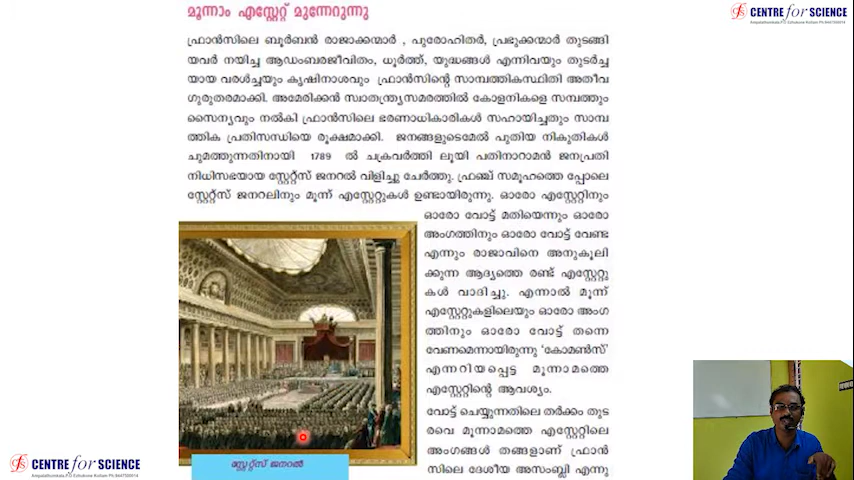 മൂന്നാം എസ്റ്റേറ്റ് മുന്നേറുന്നു
CENTRE for SCIENCE
ഫ്രാൻസിലെ ബൂർബൻ രാജാക്കന്മാർ , പുരോഹിതർ, പ്രഭുക്കന്മാർ തുടങ്ങി
യവർ നയിച്ച ആഡംബരജീവിതം, ധൂർത്ത്, യുദ്ധങ്ങൾ എന്നിവയും തുടർച്ച
യായ വരൾച്ചയും കൃഷിനാശവും ഫ്രാൻസിന്റെ സാമ്പത്തികസ്ഥിതി അതീവ
ഗുരുതരമാക്കി. അമേരിക്കൻ സ്വാതന്ത്ര്യസമരത്തിൽ കോളനികളെ സമ്പത്തും
സൈന്യവും നൽകി ഫ്രാൻസിലെ ഭരണാധികാരികൾ സഹായിച്ചതും സാമ്പ
ത്തിക പ്രതിസന്ധിയെ രൂക്ഷമാക്കി. ജനങ്ങളുടെമേൽ പുതിയ നികുതികൾ
ചുമത്തുന്നതിനായി 1789 ൽ ചക്രവർത്തി ലൂയി പതിനാറാമൻ ജനപ്രതി
നിധിസഭയായ സ്റ്റേറ്റ്സ് ജനറൽ വിളിച്ചു ചേർത്തു. ഫ്രഞ്ച് സമൂഹത്തെ പ്പോലെ
സ്റ്റേറ്റ്സ് ജനറലിനും മൂന്ന് എസ്റ്റേറ്റുകൾ ഉണ്ടായിരുന്നു. ഓരോ എസ്റ്റേറ്റിനും
ഓരോ വോട്ട് മതിയെന്നും ഓരോ
അംഗത്തിനും ഓരോ വോട്ട് വേണ്ട
എന്നും രാജാവിനെ അനുകൂലി
ക്കുന്ന ആദ്യത്തെ രണ്ട് എസ്റ്റേറ്റു
കൾ വാദിച്ചു. എന്നാൽ മൂന്ന്
എസ്റ്റേറ്റുകളിലെയും ഓരോ അംഗ
ത്തിനും ഓരോ വോട്ട് തന്നെ
വേണമെന്നായിരുന്നു 'കോമൺസ്'
എന്നറിയപ്പെട്ട മൂന്നാമത്തെ
എസ്റ്റേറ്റിന്റെ ആവശ്യം.
വോട്ട് ചെയ്യുന്നതിലെ തർക്കം തുട
രവെ മൂന്നാമത്തെ എസ്റ്റേറ്റിലെ
അംഗങ്ങൾ തങ്ങളാണ് ഫ്രാൻ
സിലെ ദേശീയ അസംബ്ലി എന്നു
സ്റ്റേറ്റ്സ് ജനറൽ
CENTRE for SCIENCE